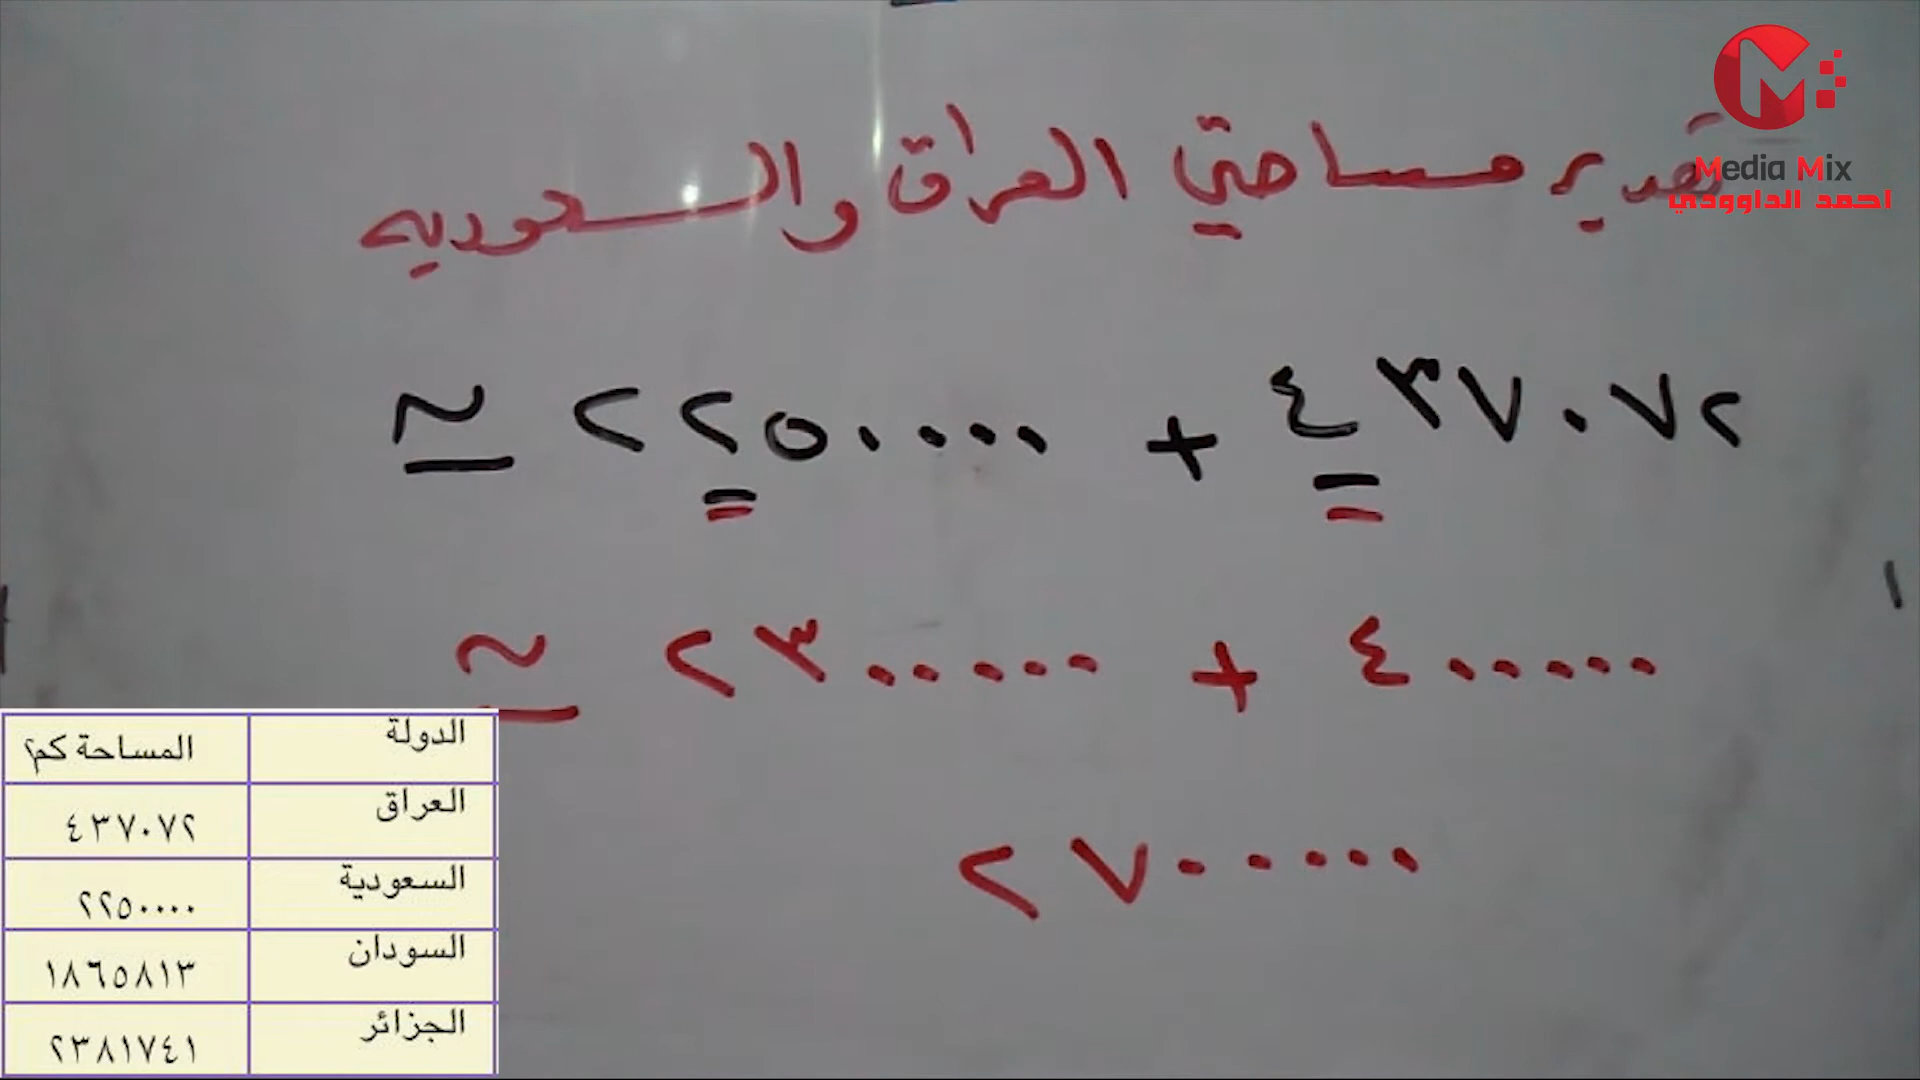 Media Mix
احمد الداوودي
تقدير مساحتي العراق والسعوديه
≃ ٢٢٥٠٠٠٠ + ٤٣٧٠٧٢
≃ ٢٣٠٠٠٠٠ + ٤٠٠٠٠٠
٢٧٠٠٠٠٠
الدولة المساحة كم٢
العراق ٤٣٧٠٧٢
السعودية ٢٢٥٠٠٠٠
السودان ١٨٦٥٨١٣
الجزائر ٢٣٨١٧٤١